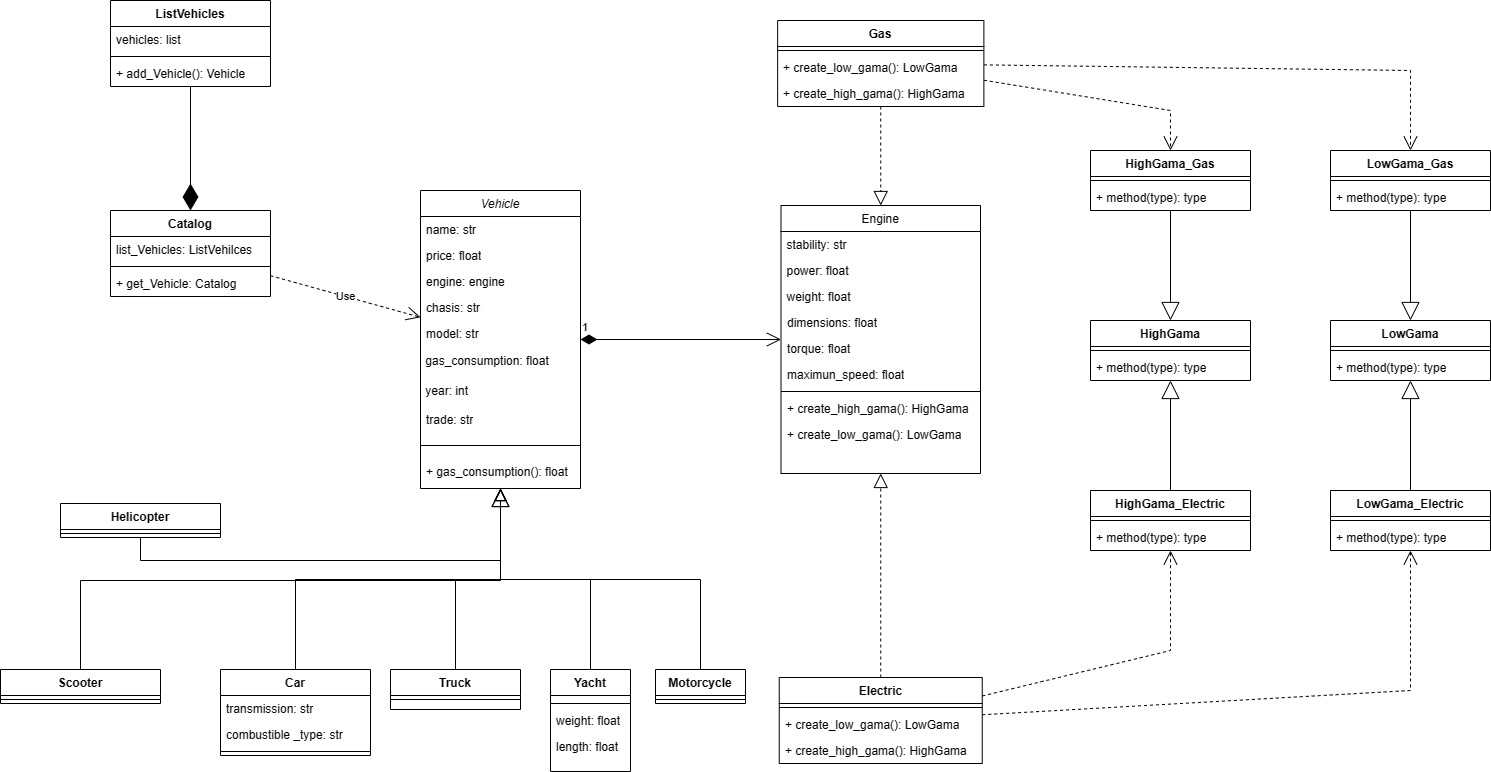 ListVehicles
vehicles: list
+ add_Vehicle(): Vehicle
Catalog
list_Vehicles: ListVehilces
+ get_Vehicle: Catalog
Use
Vehicle
name: str
price: float
engine: engine
chasis: str
model: str
gas_consumption: float
year: int
trade: str
+ gas_consumption(): float
1
Gas
+ create_low_gama(): LowGama
+ create_high_gama(): HighGama
Engine
stability: str
power: float
weight: float
dimensions: float
torque: float
maximun_speed: float
+ create_high_gama(): HighGama
+ create_low_gama(): LowGama
HighGama_Gas
+ method(type): type
LowGama_Gas
+ method(type): type
HighGama
+ method(type): type
LowGama
+ method(type): type
HighGama_Electric
+ method(type): type
LowGama_Electric
+ method(type): type
Helicopter
Scooter
Car
transmission: str
combustible _type: str
Truck
Yacht
weight: float
length: float
Motorcycle
Electric
+ create_low_gama(): LowGama
+ create_high_gama(): HighGama